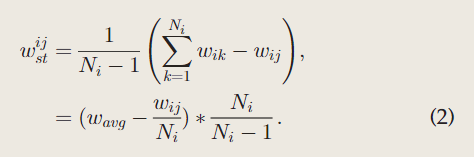 w_{st}^{ij} = \frac{1}{N_i - 1} \left( \sum_{k=1}^{N_i} w_{ik} - w_{ij} \right),
= (w_{avg} - \frac{w_{ij}}{N_i}) * \frac{N_i}{N_i - 1}. (2)